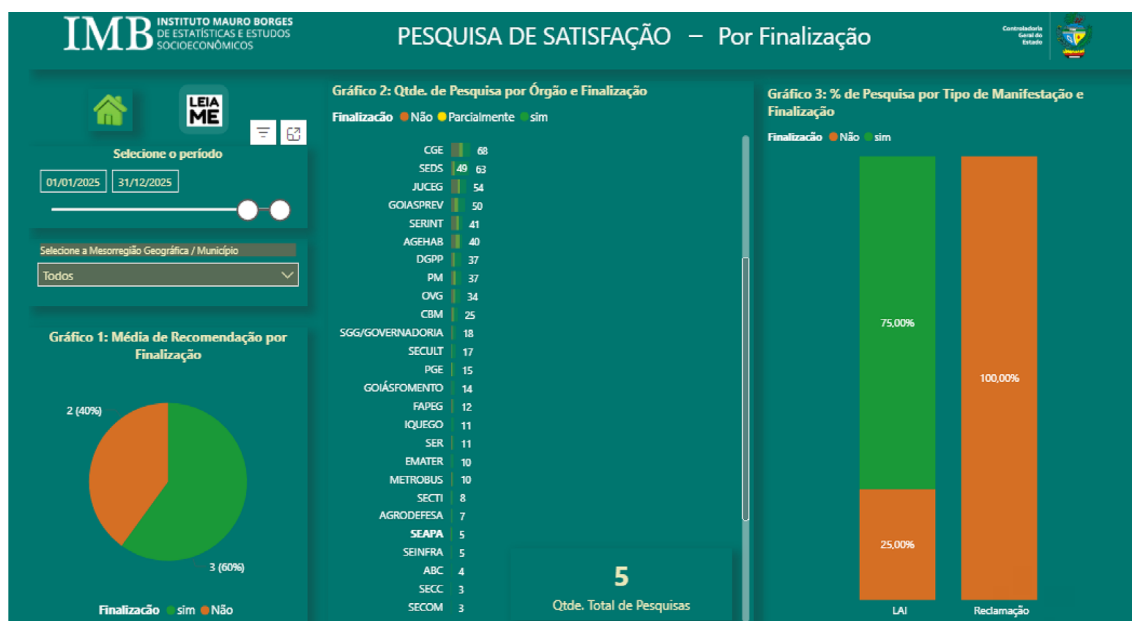 IMB INSTITUTO MAURO BORGES
DE ESTATÍSTICAS E ESTUDOS
SOCIOECONÔMICOS
PESQUISA DE SATISFAÇÃO – Por Finalização
Controladoria
Geral do
Estado
LEIA
ME
Selecione o período
01/01/2025 31/12/2025
Selecione a Mesorregião Geográfica / Município
Todos
Gráfico 1: Média de Recomendação por
Finalização
2 (40%)
3 (60%)
Finalização sim Não
Gráfico 2: Qtde. de Pesquisa por Órgão e Finalização
Finalização Não Parcialmente sim
CGE 68
SEDS 49 63
JUCEG 54
GOIASPREV 50
SERINT 41
AGEHAB 40
DGPP 37
PM 37
OVG 34
CBM 25
SGG/GOVERNADORIA 18
SECULT 17
PGE 15
GOIÁSFOMENTO 14
FAPEG 12
IQUEGO 11
SER 11
EMATER 10
METROBUS 10
SECTI 8
AGRODEFESA 7
SEAPA 5
SEINFRA 5
ABC 4
SECC 3
SECOM 3
5
Qtde. Total de Pesquisas
Gráfico 3: % de Pesquisa por Tipo de Manifestação e
Finalização
Finalização Não sim
75,00%
100,00%
25,00%
LAI Reclamação